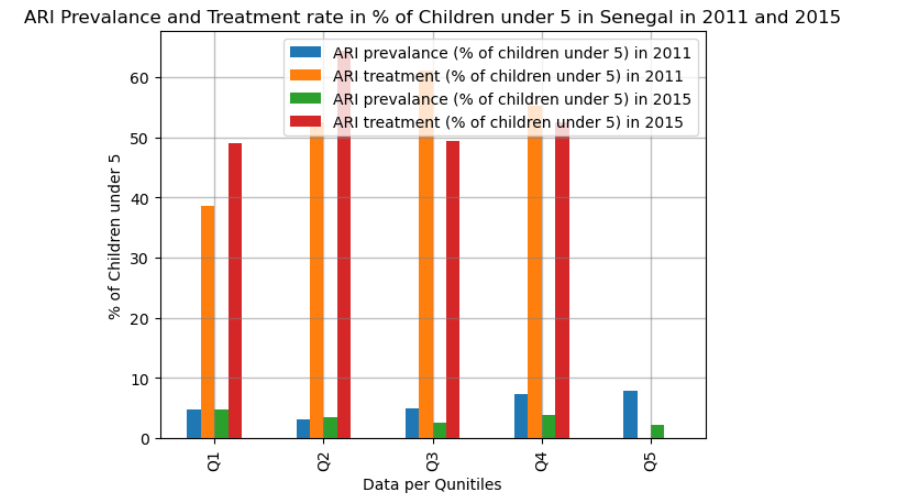 ARI Prevalance and Treatment rate in % of Children under 5 in Senegal in 2011 and 2015
ARI prevalance (% of children under 5) in 2011
ARI treatment (% of children under 5) in 2011
ARI prevalance (% of children under 5) in 2015
ARI treatment (% of children under 5) in 2015
% of Children under 5
60
50
40
30
20
10
0
Q1
Q2
Q3
Q4
Q5
Data per Qunitiles